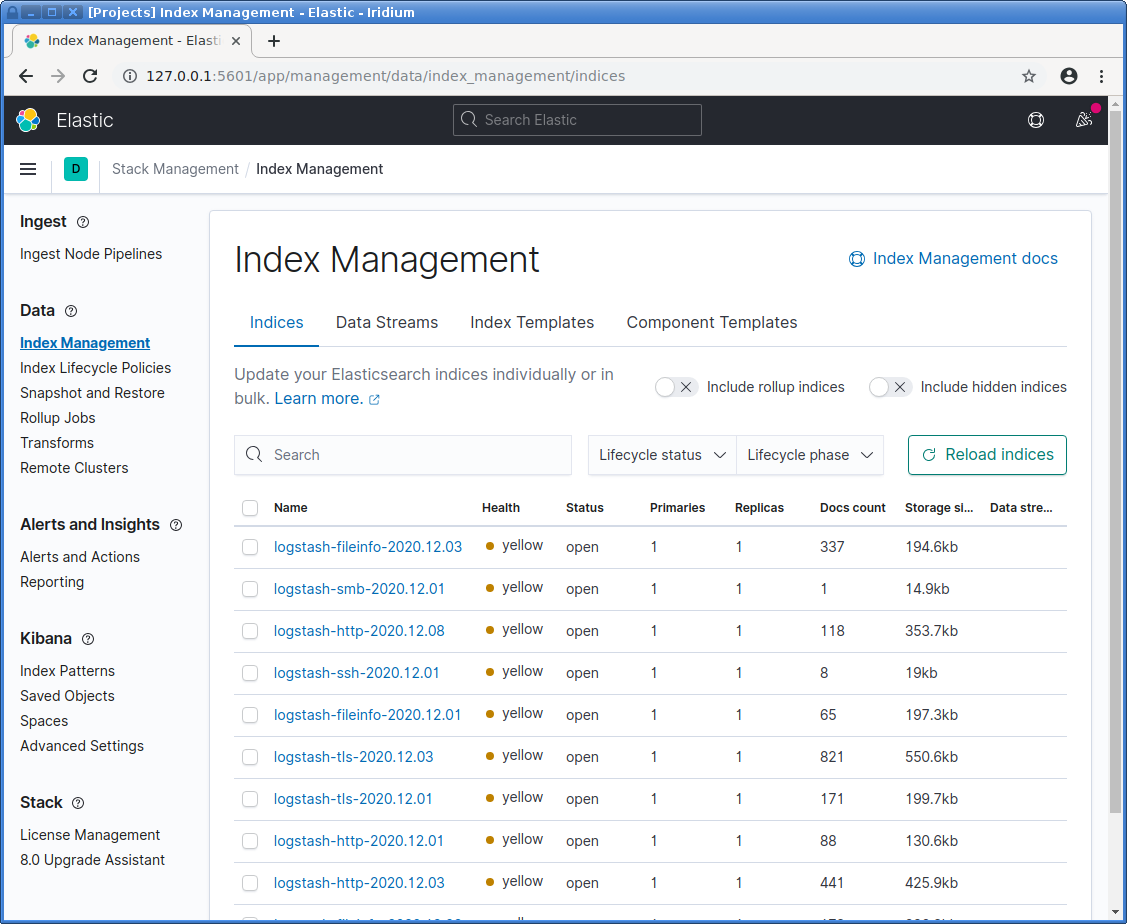 [Projects] Index Management - Elastic - Iridium
Index Management - Elasti
127.0.0.1:5601/app/management/data/index_management/indices
Elastic
Search Elastic
D
Stack Management / Index Management
Ingest
Ingest Node Pipelines
Data
Index Management
Index Lifecycle Policies
Snapshot and Restore
Rollup Jobs
Transforms
Remote Clusters
Alerts and Insights
Alerts and Actions
Reporting
Kibana
Index Patterns
Saved Objects
Spaces
Advanced Settings
Stack
License Management
8.0 Upgrade Assistant
Index Management
Index Management docs
Indices Data Streams Index Templates Component Templates
Update your Elasticsearch indices individually or in
bulk. Learn more.
Include rollup indices
Include hidden indices
Search
Lifecycle status
Lifecycle phase
Reload indices
Name Health Status Primaries Replicas Docs count Storage si... Data stre...
logstash-fileinfo-2020.12.03 yellow open 1 1 337 194.6kb
logstash-smb-2020.12.01 yellow open 1 1 1 14.9kb
logstash-http-2020.12.08 yellow open 1 1 118 353.7kb
logstash-ssh-2020.12.01 yellow open 1 1 8 19kb
logstash-fileinfo-2020.12.01 yellow open 1 1 65 197.3kb
logstash-tls-2020.12.03 yellow open 1 1 821 550.6kb
logstash-tls-2020.12.01 yellow open 1 1 171 199.7kb
logstash-http-2020.12.01 yellow open 1 1 88 130.6kb
logstash-http-2020.12.03 yellow open 1 1 441 425.9kb